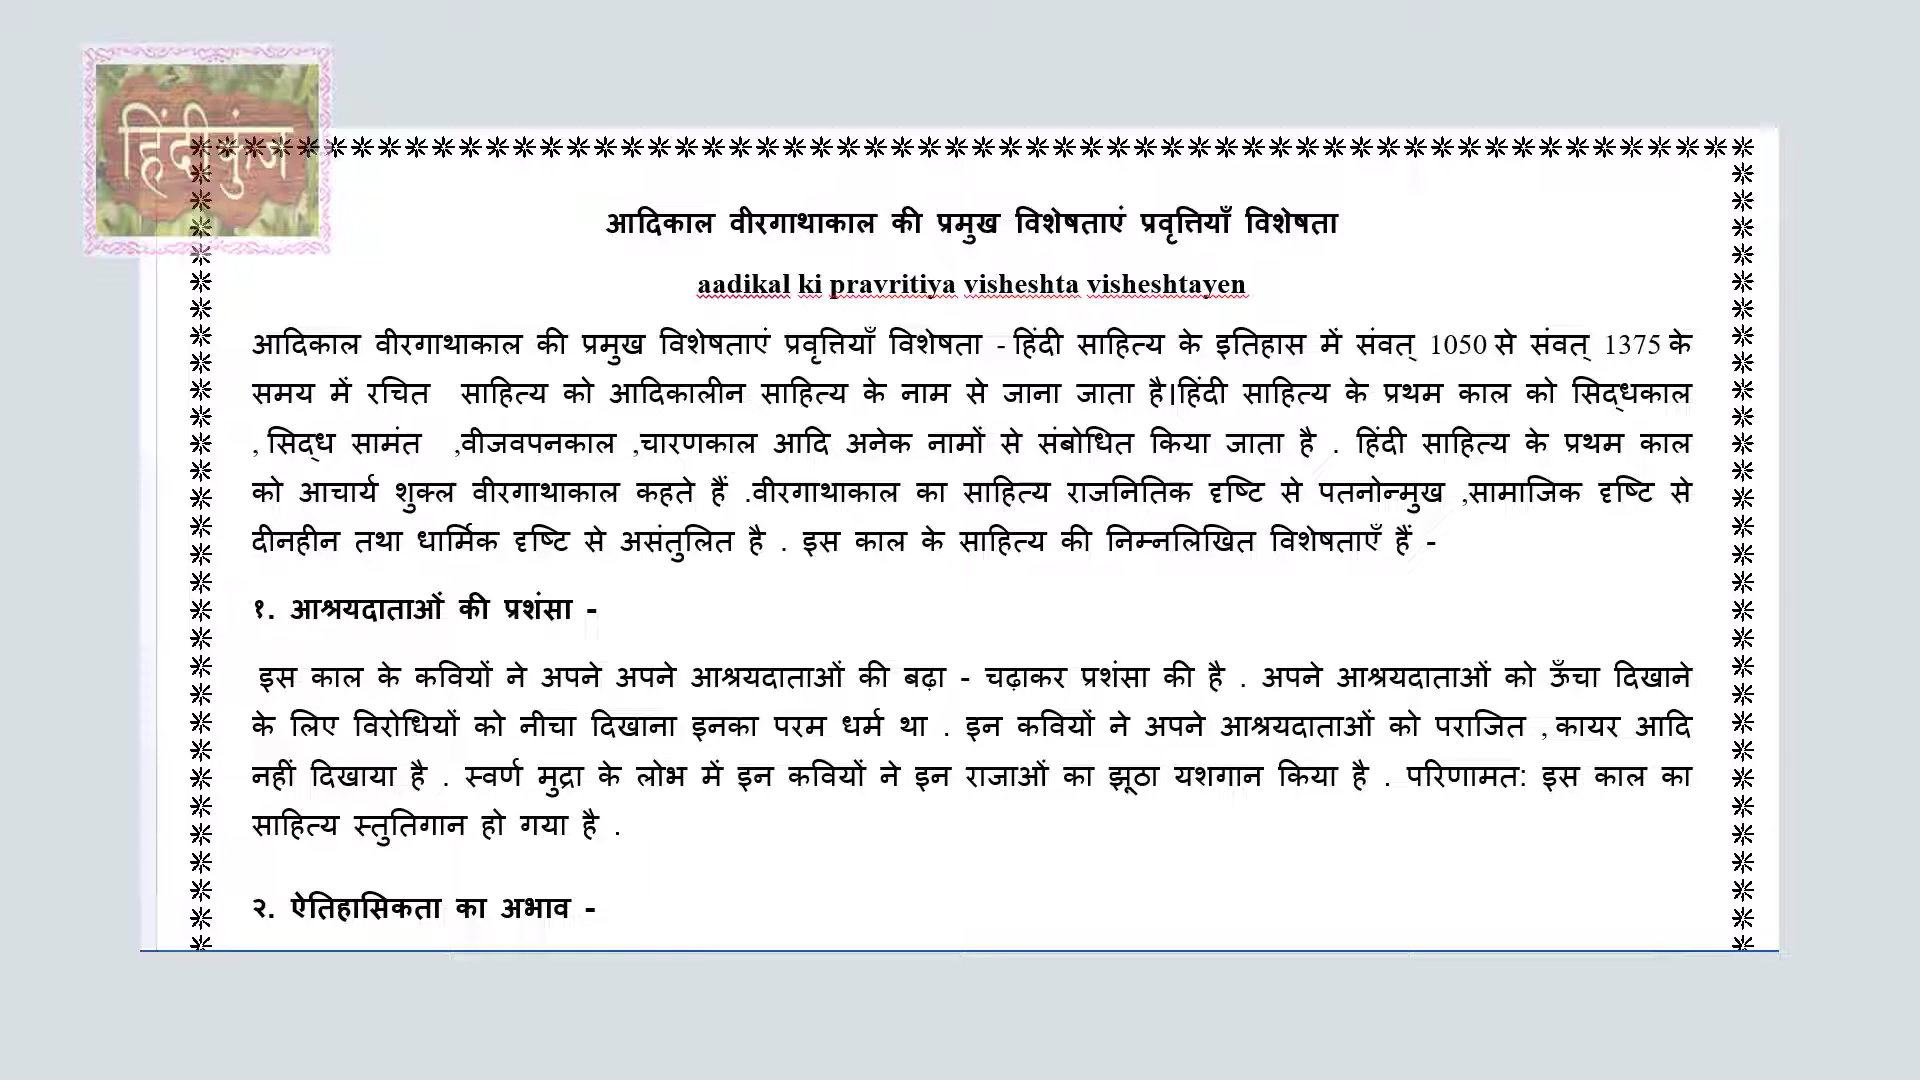 हिंदीकुंज
आदिकाल वीरगाथाकाल की प्रमुख विशेषताएं प्रवृत्तियाँ विशेषता
aadikal ki pravritiya visheshta visheshtayen
आदिकाल वीरगाथाकाल की प्रमुख विशेषताएं प्रवृत्तियाँ विशेषता - हिंदी साहित्य के इतिहास में संवत् 1050 से संवत् 1375 के
समय में रचित साहित्य को आदिकालीन साहित्य के नाम से जाना जाता है|हिंदी साहित्य के प्रथम काल को सिद्धकाल
, सिद्ध सामंत ,वीजवपनकाल ,चारणकाल आदि अनेक नामों से संबोधित किया जाता है . हिंदी साहित्य के प्रथम काल
को आचार्य शुक्ल वीरगाथाकाल कहते हैं .वीरगाथाकाल का साहित्य राजनितिक दृष्टि से पतनोन्मुख ,सामाजिक दृष्टि से
दीनहीन तथा धार्मिक दृष्टि से असंतुलित है . इस काल के साहित्य की निम्नलिखित विशेषताएँ हैं -
१. आश्रयदाताओं की प्रशंसा -
इस काल के कवियों ने अपने अपने आश्रयदाताओं की बढ़ा - चढ़ाकर प्रशंसा की है . अपने आश्रयदाताओं को ऊँचा दिखाने
के लिए विरोधियों को नीचा दिखाना इनका परम धर्म था . इन कवियों ने अपने आश्रयदाताओं को पराजित , कायर आदि
नहीं दिखाया है . स्वर्ण मुद्रा के लोभ में इन कवियों ने इन राजाओं का झूठा यशगान किया है . परिणामत: इस काल का
साहित्य स्तुतिगान हो गया है .
२. ऐतिहासिकता का अभाव -